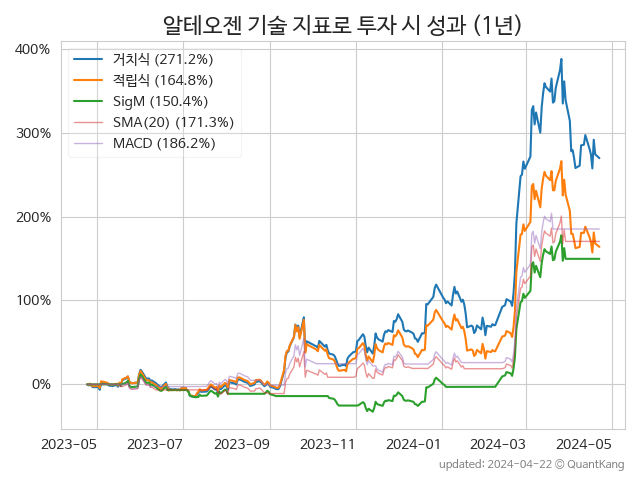 알테오젠 기술 지표로 투자 시 성과 (1년)
400%
300%
200%
100%
0%
거치식 (271.2%)
적립식 (164.8%)
SigM (150.4%)
SMA(20) (171.3%)
MACD (186.2%)
2023-05 2023-07 2023-09 2023-11 2024-01 2024-03 2024-05
updated: 2024-04-22 ⓒ QuantKang